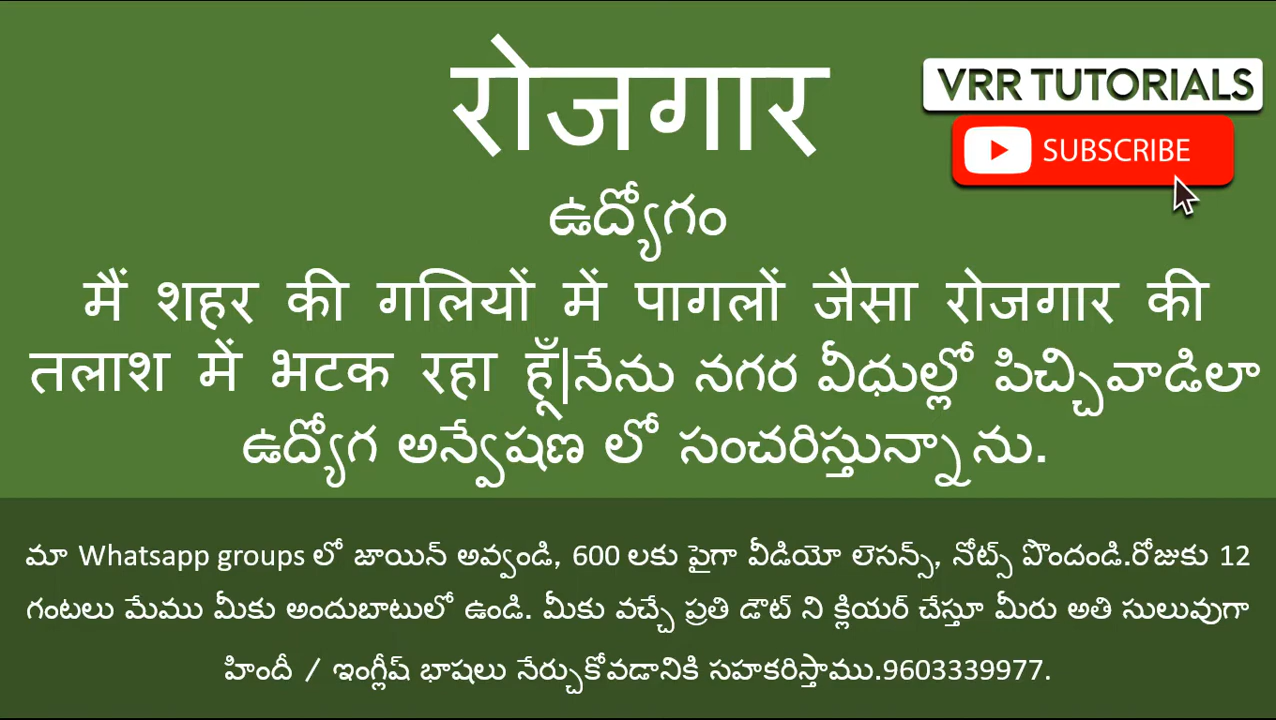 रोजगार
VRR TUTORIALS
SUBSCRIBE
ఉద్యోగం
मैं शहर की गलियों में पागलों जैसा रोजगार की
तलाश में भटक रहा हूँ|నేను నగర వీధుల్లో పిచ్చివాడిలా
ఉద్యోగ అన్వేషణ లో సంచరిస్తున్నాను.
మా Whatsapp groups లో జాయిన్ అవ్వండి, 600 లకు పైగా వీడియో లెసన్స్, నోట్స్ పొందండి.రోజుకు 12
గంటలు మేము మీకు అందుబాటులో ఉండి. మీకు వచ్చే ప్రతి డౌట్ ని క్లియర్ చేస్తూ మీరు అతి సులువుగా
హిందీ / ఇంగ్లీష్ భాషలు నేర్చుకోవడానికి సహకరిస్తాము.9603339977.